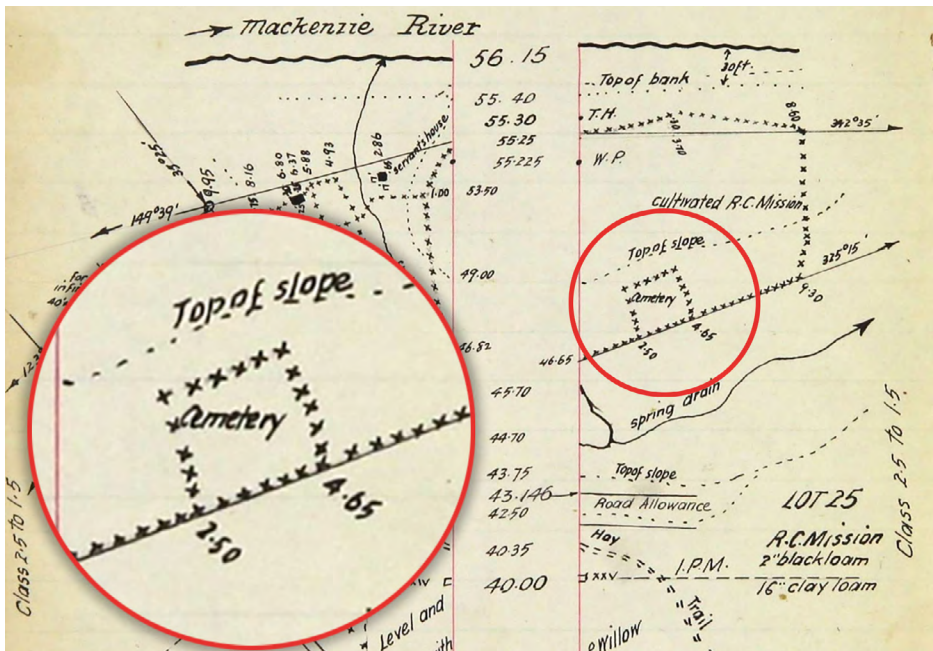 Mackenzie River
56.15
30ft.
Top of bank
55.40
55.30
T.H.
342°35'
55.25
55.225
W.P.
servants house
2.86
4.93
5.88
6.37
6.80
8.16
9.95
149°39'
1.00
53.50
cultivated R.C. Mission
Top of slope
325°15'
49.00
Cemetery
9.30
4.65
2.50
46.82
46.65
45.70
spring drain
44.70
43.75
Top of slope
43.146
Road Allowance
42.50
LOT 25
R.C. Mission
2" black loam
16" clay loam
Hay
Trail
40.35
I.P.M.
40.00
XXV
Class 2.5 to 1.5
Class 2.5 to 1.5
Level and
Willow
Top of slope
Cemetery
4.65
2.50